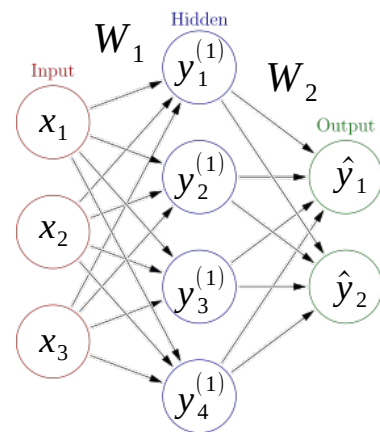 Hidden
W₁
y₁⁽¹⁾
W₂
Input
x₁
Output
y₂⁽¹⁾
ŷ₁
x₂
y₃⁽¹⁾
ŷ₂
x₃
y₄⁽¹⁾